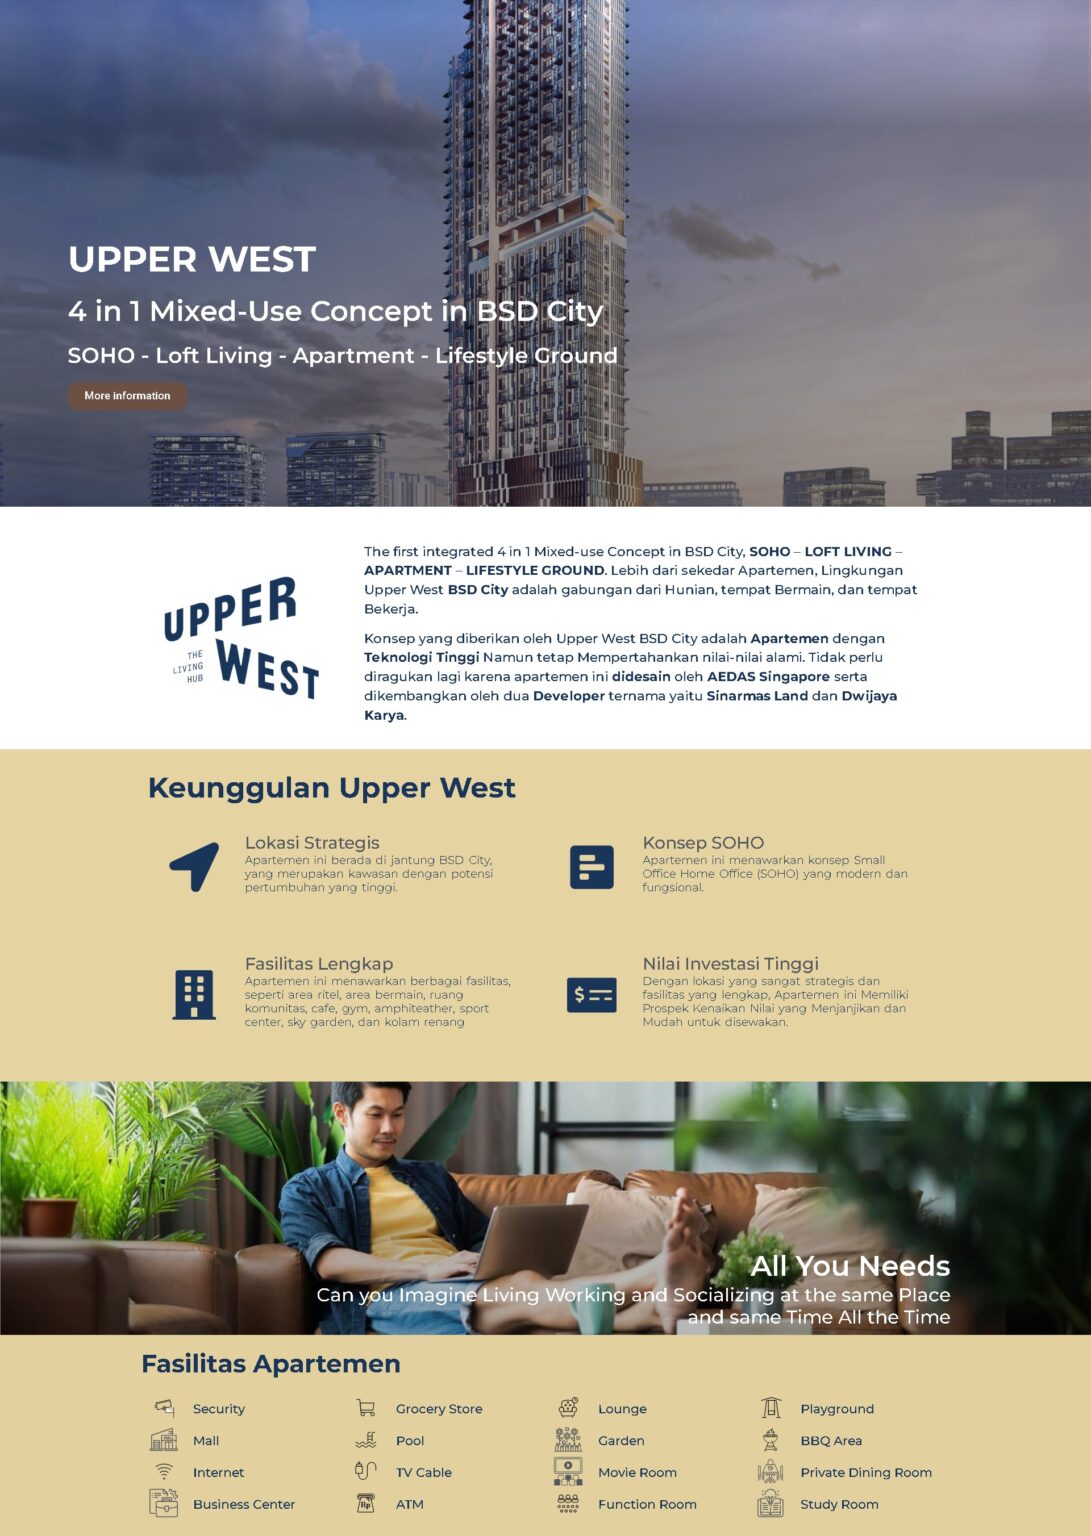 UPPER WEST
4 in 1 Mixed-Use Concept in BSD City
SOHO - Loft Living - Apartment - Lifestyle Ground
More information
UPPER
THE
LIVING
HUB
WEST
The first integrated 4 in 1 Mixed-use Concept in BSD City, SOHO – LOFT LIVING –
APARTMENT – LIFESTYLE GROUND. Lebih dari sekedar Apartemen, Lingkungan
Upper West BSD City adalah gabungan dari Hunian, tempat Bermain, dan tempat
Bekerja.
Konsep yang diberikan oleh Upper West BSD City adalah Apartemen dengan
Teknologi Tinggi Namun tetap Mempertahankan nilai-nilai alami. Tidak perlu
diragukan lagi karena apartemen ini didesain oleh AEDAS Singapore serta
dikembangkan oleh dua Developer ternama yaitu Sinarmas Land dan Dwijaya
Karya.
Keunggulan Upper West
Lokasi Strategis
Apartemen ini berada di jantung BSD City,
yang merupakan kawasan dengan potensi
pertumbuhan yang tinggi.
Konsep SOHO
Apartemen ini menawarkan konsep Small
Office Home Office (SOHO) yang modern dan
fungsional.
Fasilitas Lengkap
Apartemen ini menawarkan berbagai fasilitas,
seperti area ritel, area bermain, ruang
komunitas, cafe, gym, amphiteather, sport
center, sky garden, dan kolam renang
Nilai Investasi Tinggi
Dengan lokasi yang sangat strategis dan
fasilitas yang lengkap, Apartemen ini Memiliki
Prospek Kenaikan Nilai yang Menjanjikan dan
Mudah untuk disewakan.
All You Needs
Can you Imagine Living Working and Socializing at the same Place
and same Time All the Time
Fasilitas Apartemen
Security
Grocery Store
Lounge
Playground
Mall
Pool
Garden
BBQ Area
Internet
TV Cable
Movie Room
Private Dining Room
Business Center
Rp
ATM
Function Room
Study Room